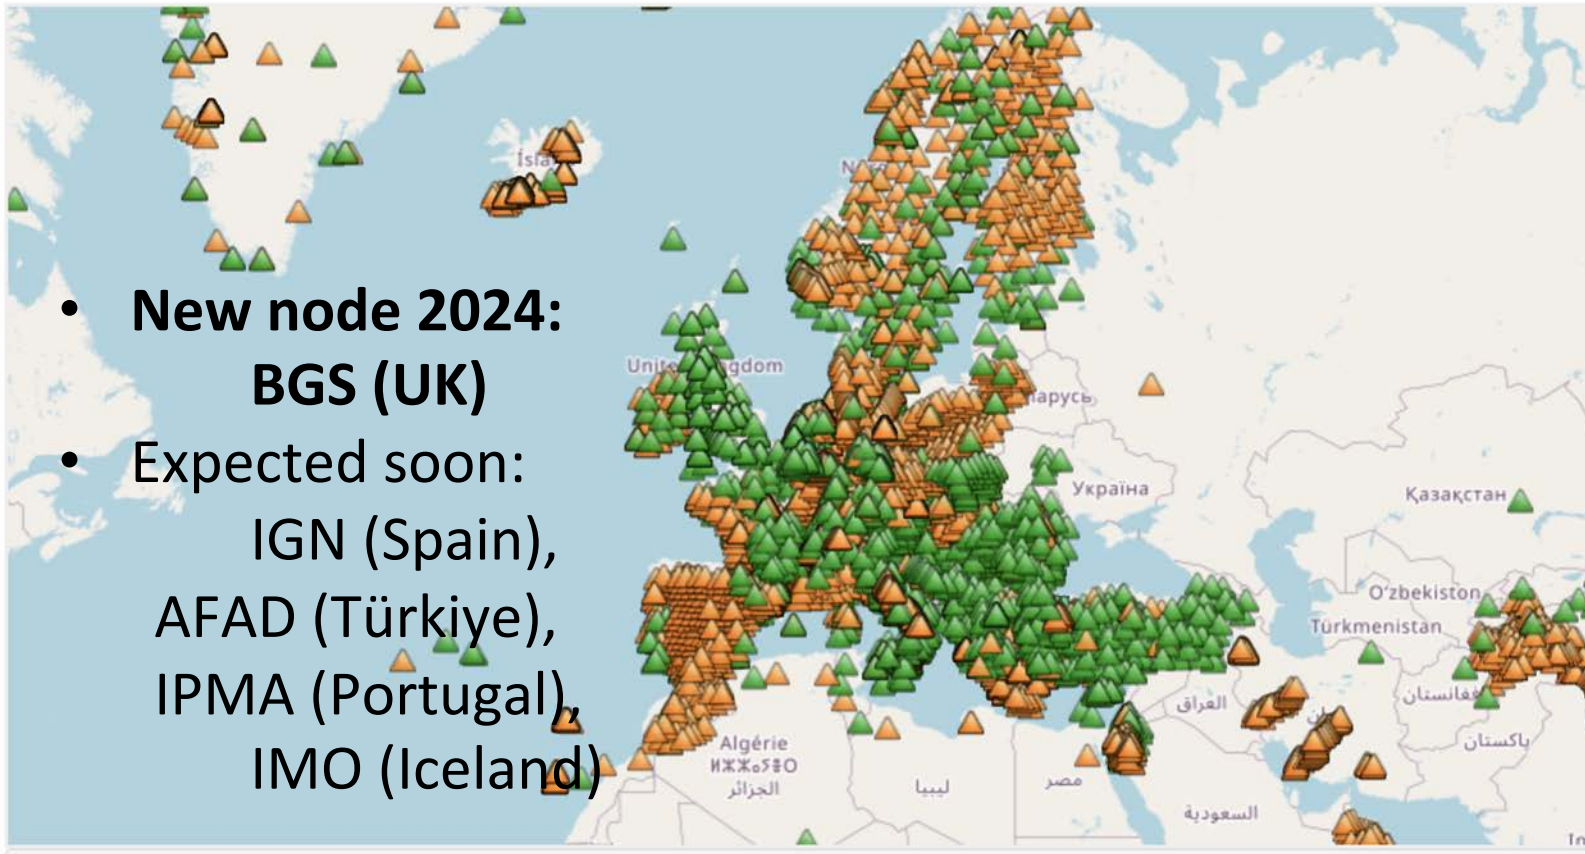 • New node 2024:
BGS (UK)
• Expected soon:
IGN (Spain),
AFAD (Türkiye),
IPMA (Portugal),
IMO (Iceland)
Україна
Қазақстан
O'zbekiston
Türkmenistan
العراق
پاکستان
Algérie
ⵍⵣⵣⴰⵢⴻⵔ
الجزائر
ليبيا
مصر
السعودية